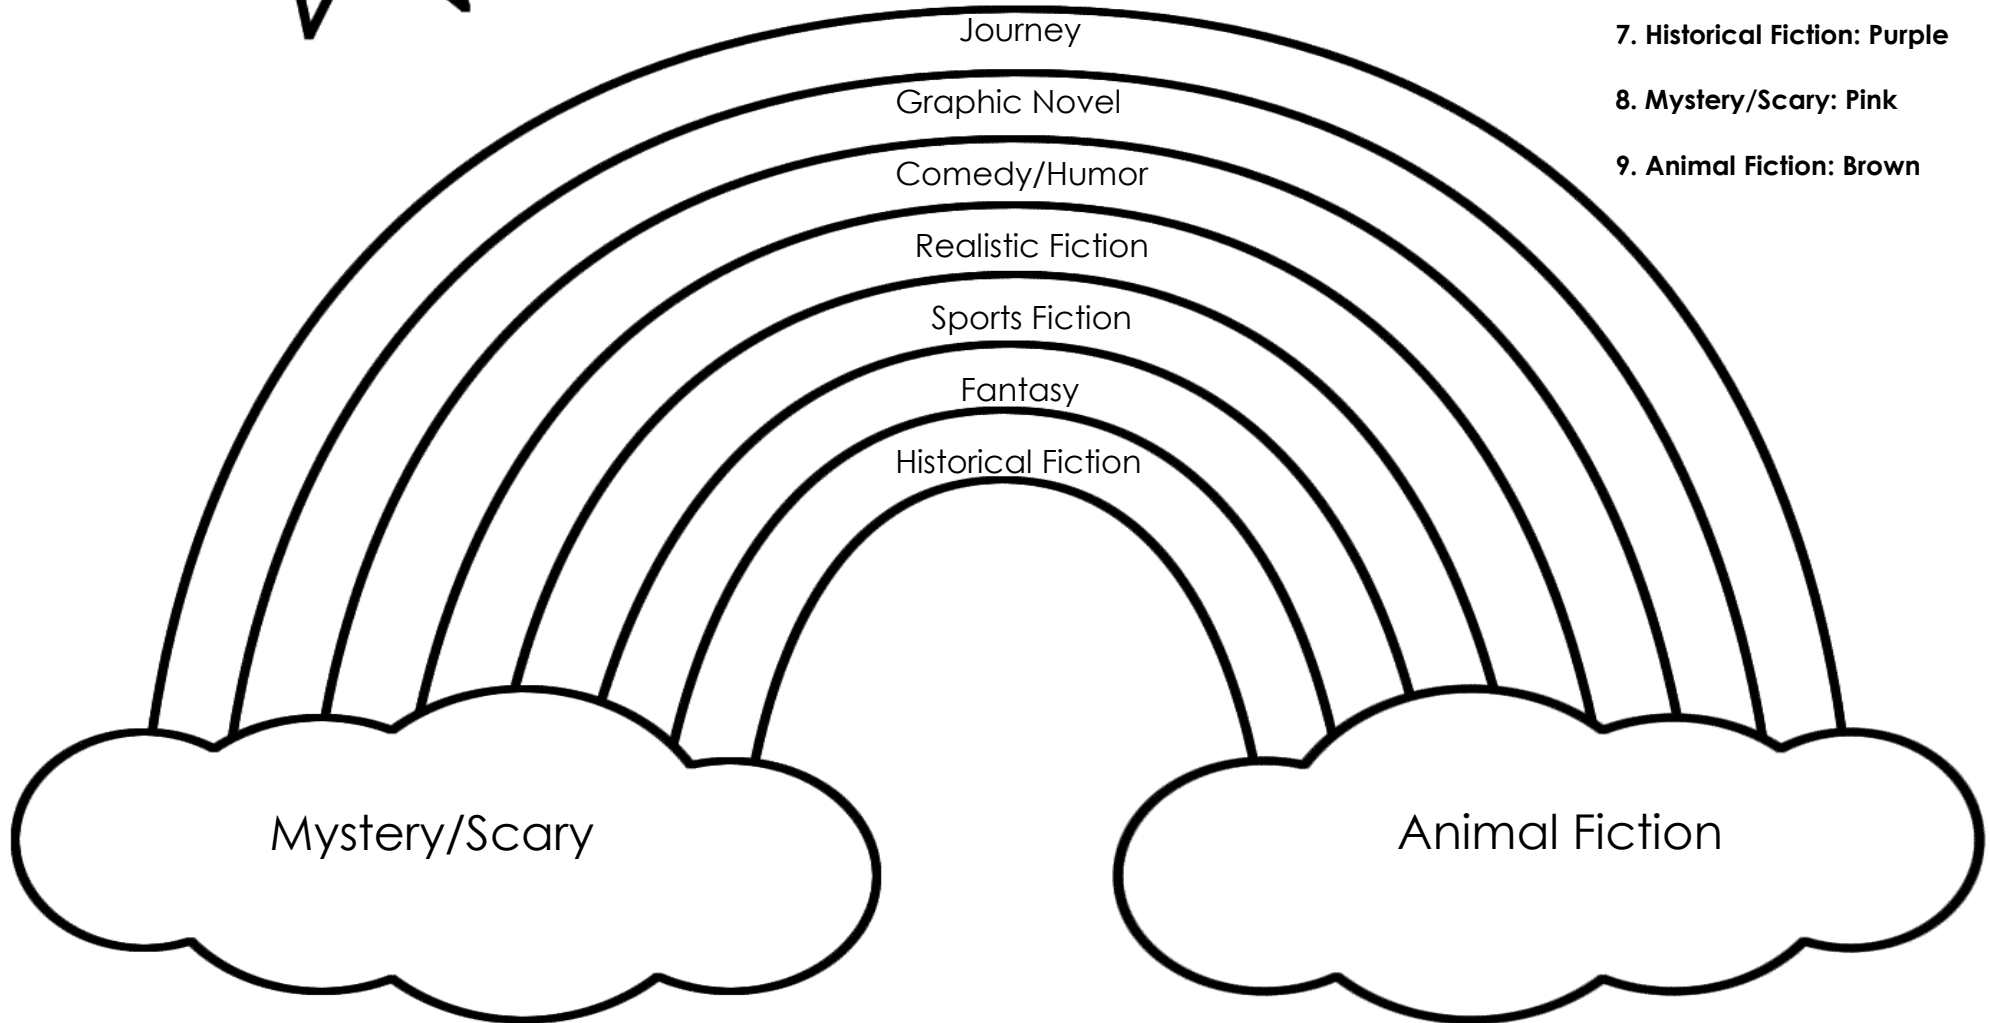 Journey
Graphic Novel
Comedy/Humor
Realistic Fiction
Sports Fiction
Fantasy
Historical Fiction
Mystery/Scary
Animal Fiction
7. Historical Fiction: Purple
8. Mystery/Scary: Pink
9. Animal Fiction: Brown